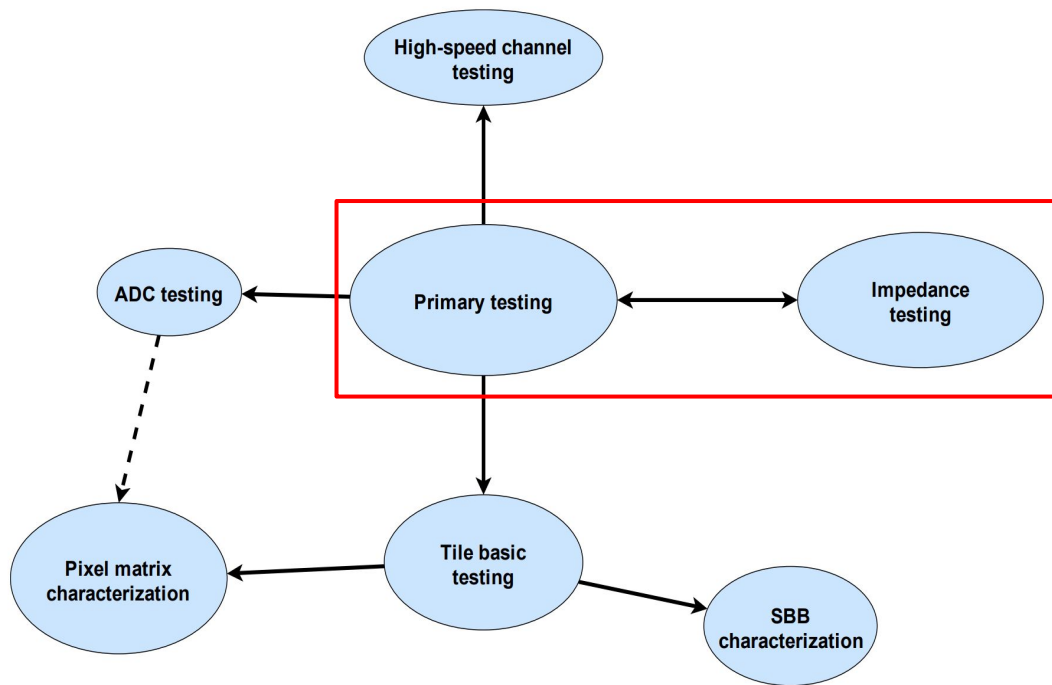 High-speed channel
testing
ADC testing
Primary testing
Impedance
testing
Pixel matrix
characterization
Tile basic
testing
SBB
characterization